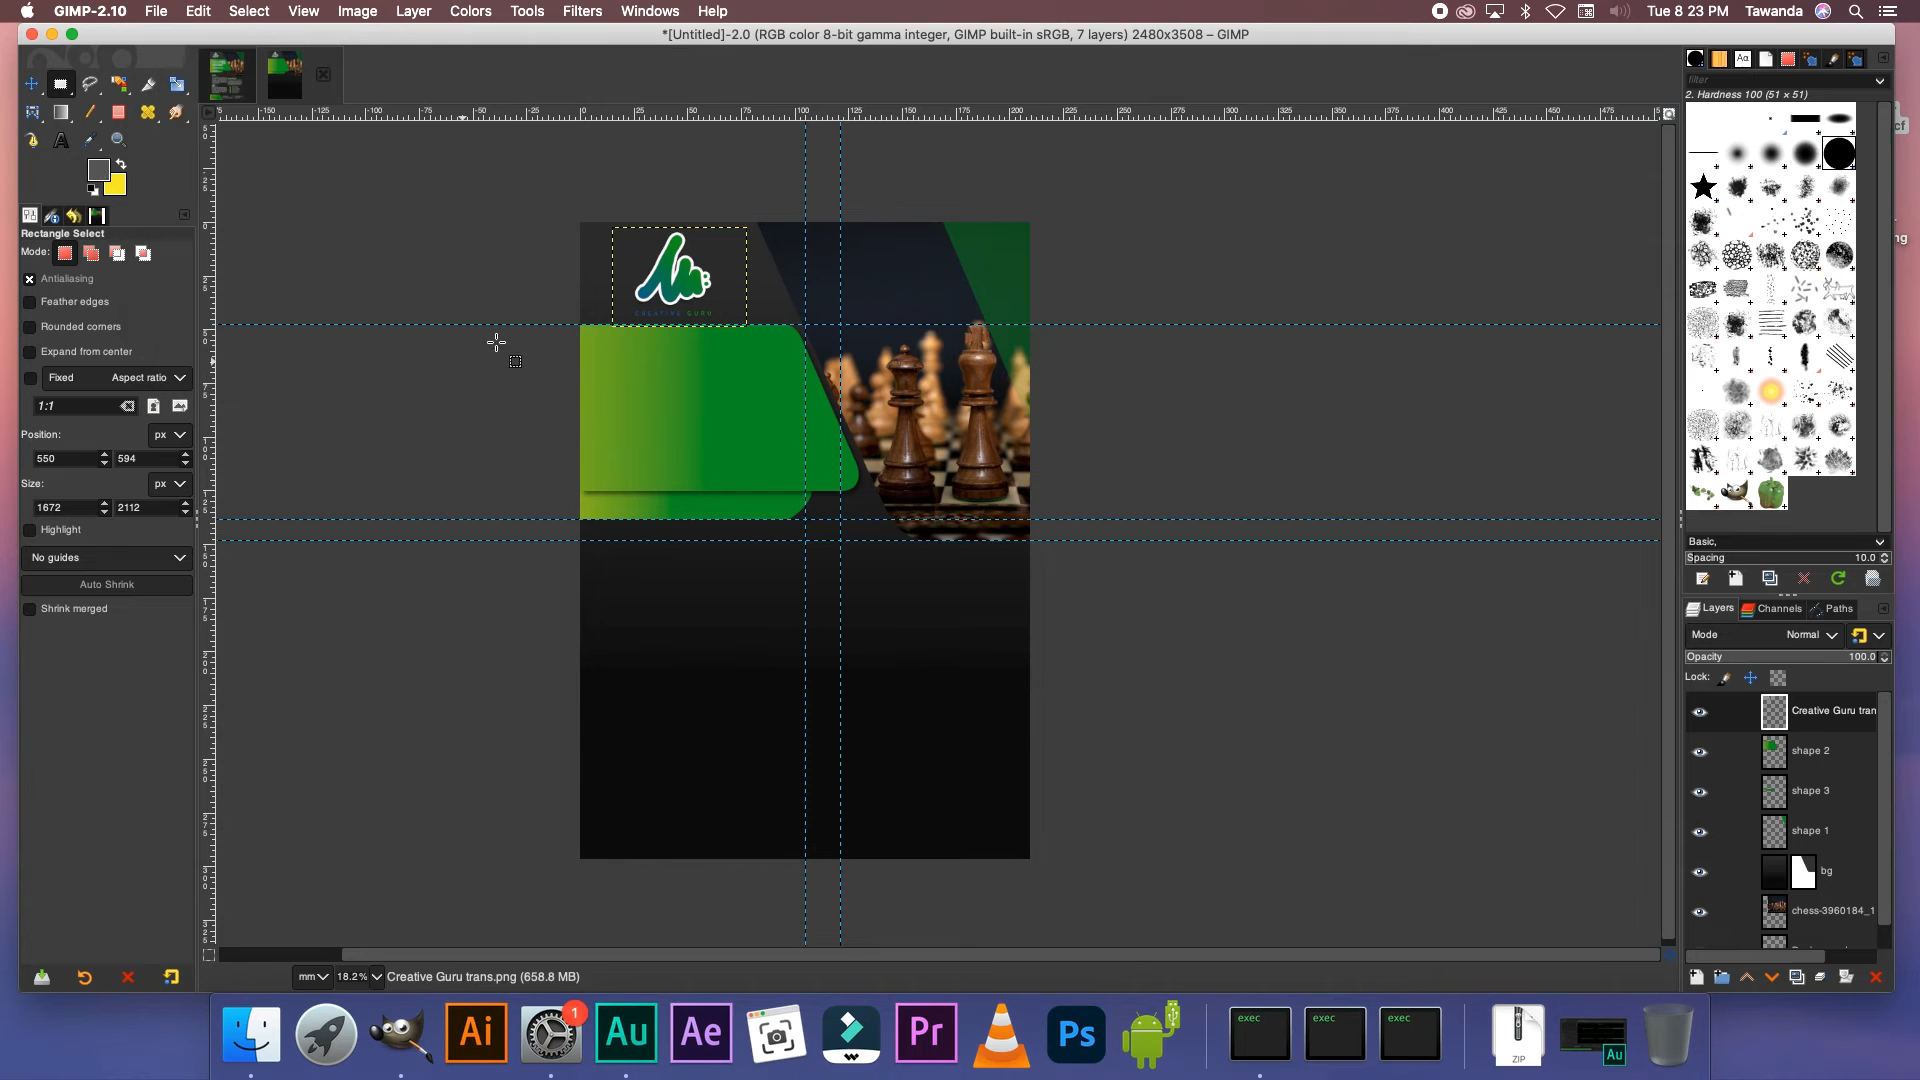 GIMP-2.10 File Edit Select View Image Layer Colors Tools Filters Windows Help
Tue 8 23 PM Tawanda
*[Untitled]-2.0 (RGB color 8-bit gamma integer, GIMP built-in sRGB, 7 layers) 2480x3508 – GIMP
filter
2. Hardness 100 (51 × 51)
Rectangle Select
Mode:
Antialiasing
Feather edges
Rounded corners
Expand from center
Fixed Aspect ratio
1:1
Position: px
550 594
Size: px
1672 2112
Highlight
No guides
Auto Shrink
Shrink merged
CREATIVE GURU
Basic,
Spacing 10.0
Layers Channels Paths
Mode Normal
Opacity 100.0
Lock:
Creative Guru tran
shape 2
shape 3
shape 1
bg
chess-3960184_1
mm 18.2% Creative Guru trans.png (658.8 MB)
Ai 1 Au Ae Pr Ps exec exec exec ZIP Au